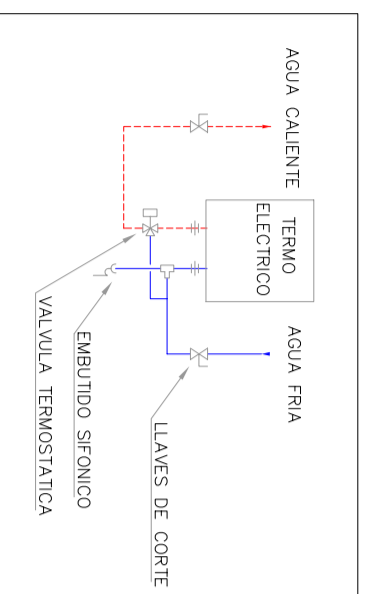 AGUA CALIENTE
TERMO
ELECTRICO
AGUA FRIA
LLAVES DE CORTE
EMBUTIDO SIFONICO
VALVULA TERMOSTATICA